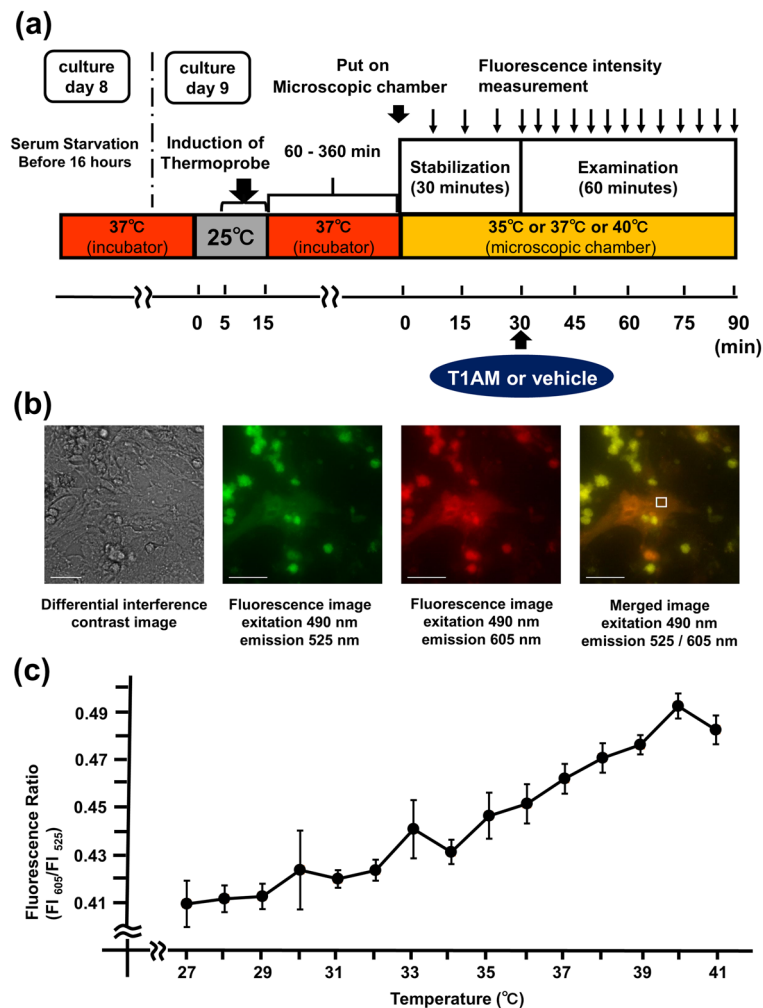 (a)
culture
day 8
culture
day 9
Put on
Microscopic chamber
Fluorescence intensity
measurement
Serum Starvation
Before 16 hours
Induction of
Thermoprobe
60 - 360 min
Stabilization
(30 minutes)
Examination
(60 minutes)
37℃
(incubator)
25℃
37℃
(incubator)
35℃ or 37℃ or 40℃
(microscopic chamber)
0 5 15 0 15 30 45 60 75 90
(min)
T1AM or vehicle
(b)
Differential interference
contrast image
Fluorescence image
exitation 490 nm
emission 525 nm
Fluorescence image
exitation 490 nm
emission 605 nm
Merged image
exitation 490 nm
emission 525 / 605 nm
(c)
Fluorescence Ratio
(FI 605/FI 525)
0.49
0.47
0.45
0.43
0.41
27 29 31 33 35 37 39 41
Temperature (℃)